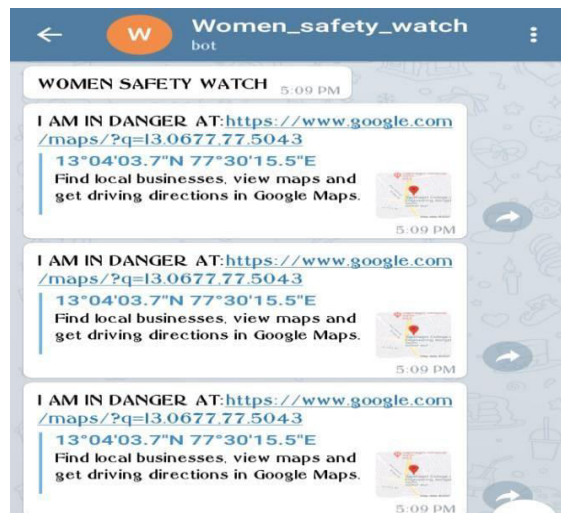 W
Women_safety_watch
bot
WOMEN SAFETY WATCH 5:09 PM
I AM IN DANGER AT:https://www.google.com
/maps/?q=13.0677,77.5043
13°04'03.7"N 77°30'15.5"E
Find local businesses, view maps and
get driving directions in Google Maps.
5:09 PM
I AM IN DANGER AT:https://www.google.com
/maps/?q=13.0677,77.5043
13°04'03.7"N 77°30'15.5"E
Find local businesses, view maps and
get driving directions in Google Maps.
5:09 PM
I AM IN DANGER AT:https://www.google.com
/maps/?q=13.0677,77.5043
13°04'03.7"N 77°30'15.5"E
Find local businesses, view maps and
get driving directions in Google Maps.
5:09 PM